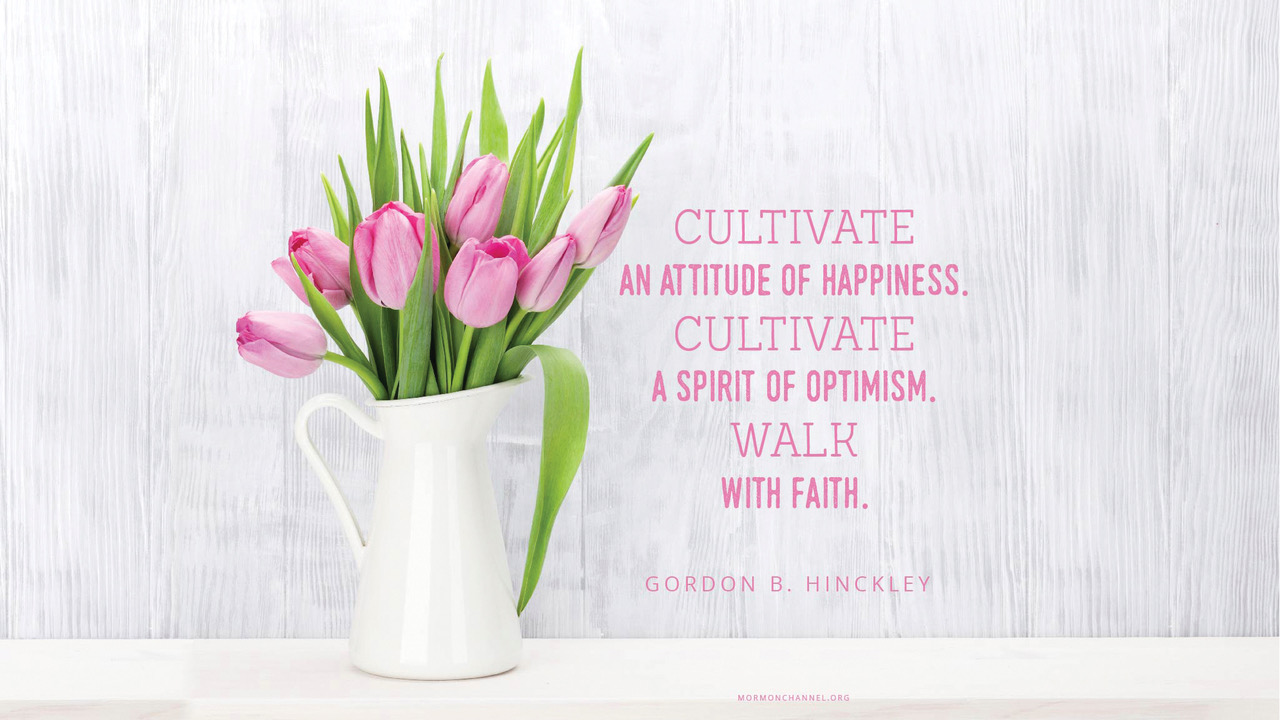 CULTIVATE
AN ATTITUDE OF HAPPINESS.
CULTIVATE
A SPIRIT OF OPTIMISM.
WALK
WITH FAITH.
GORDON B. HINCKLEY
MORMONCHANNEL.ORG